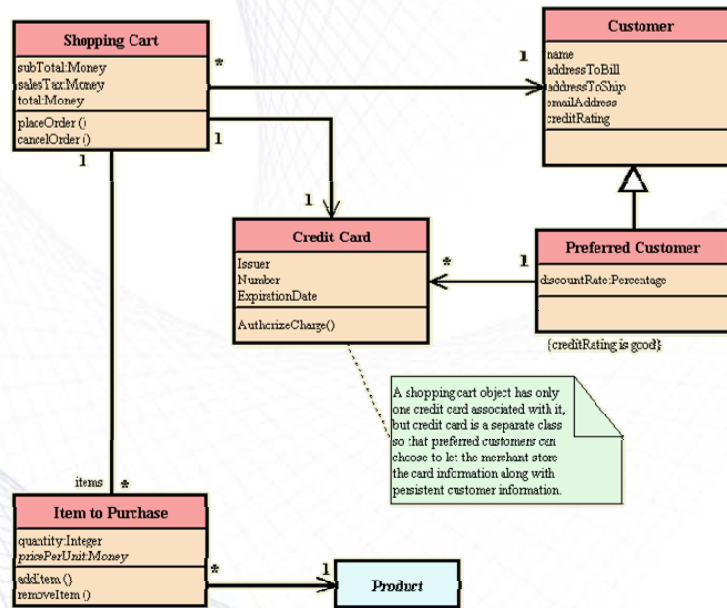 Shopping Cart
subTotal:Money
salesTax:Money
total:Money
placeOrder ()
cancelOrder ()
*
1
Customer
name
addressToBill
addressToShip
emailAddress
creditRating
1
1
1
Credit Card
Issuer
Number
ExpirationDate
AuthorizeCharge()
*
1
Preferred Customer
discountRate:Percentage
{creditRating is good}
A shopping cart object has only
one credit card associated with it,
but credit card is a separate class
so that preferred customers can
choose to let the merchant store
the card information along with
persistent customer information.
items
*
Item to Purchase
quantity:Integer
pricePerUnit:Money
addItem ()
removeItem ()
*
1
Product